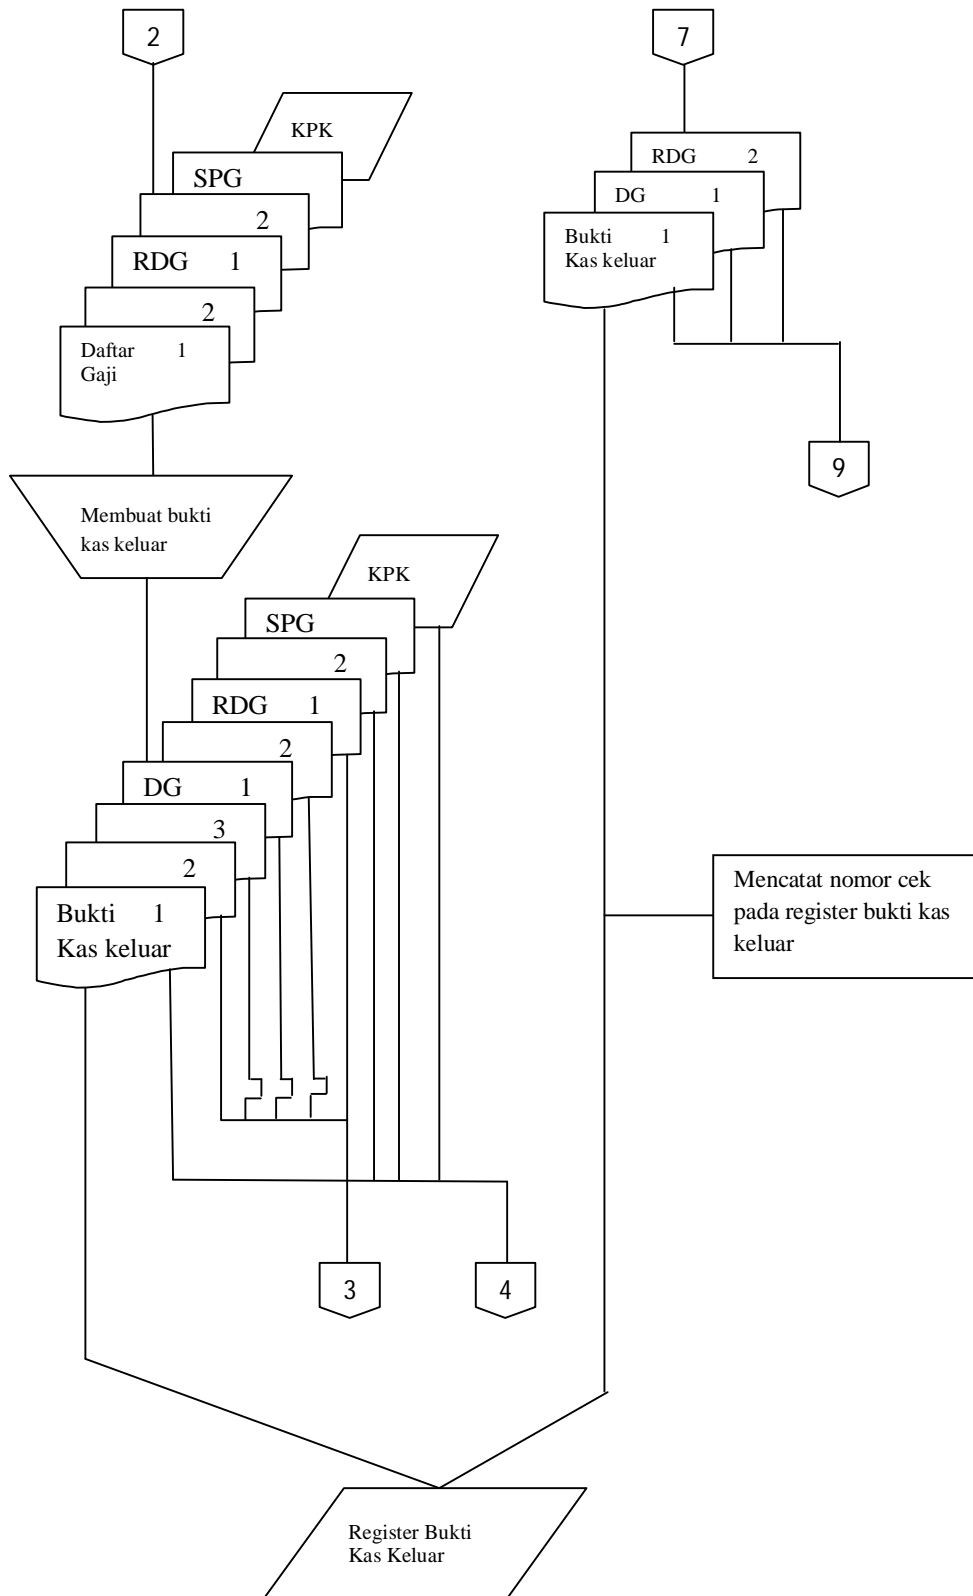 2
KPK
SPG
2
RDG 1
2
Daftar 1
Gaji
Membuat bukti
kas keluar
KPK
SPG
2
RDG 1
2
DG 1
3
2
Bukti 1
Kas keluar
3
4
7
RDG 2
DG 1
Bukti 1
Kas keluar
9
Mencatat nomor cek
pada register bukti kas
keluar
Register Bukti
Kas Keluar